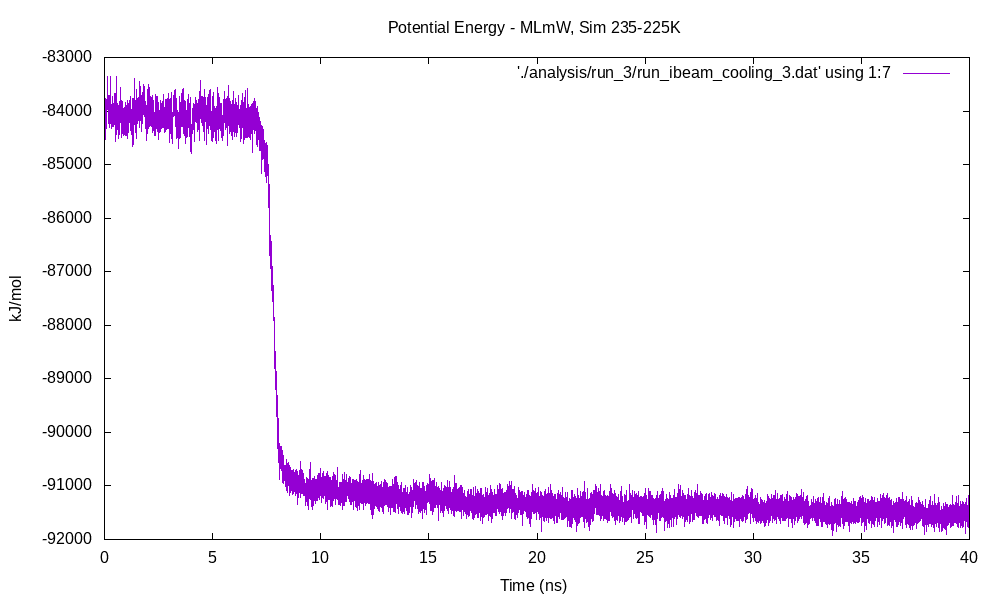 Potential Energy - MLmW, Sim 235-225K
'./analysis/run_3/run_ibeam_cooling_3.dat' using 1:7
-83000
-84000
-85000
-86000
-87000
-88000
-89000
-90000
-91000
-92000
kJ/mol
0 5 10 15 20 25 30 35 40
Time (ns)